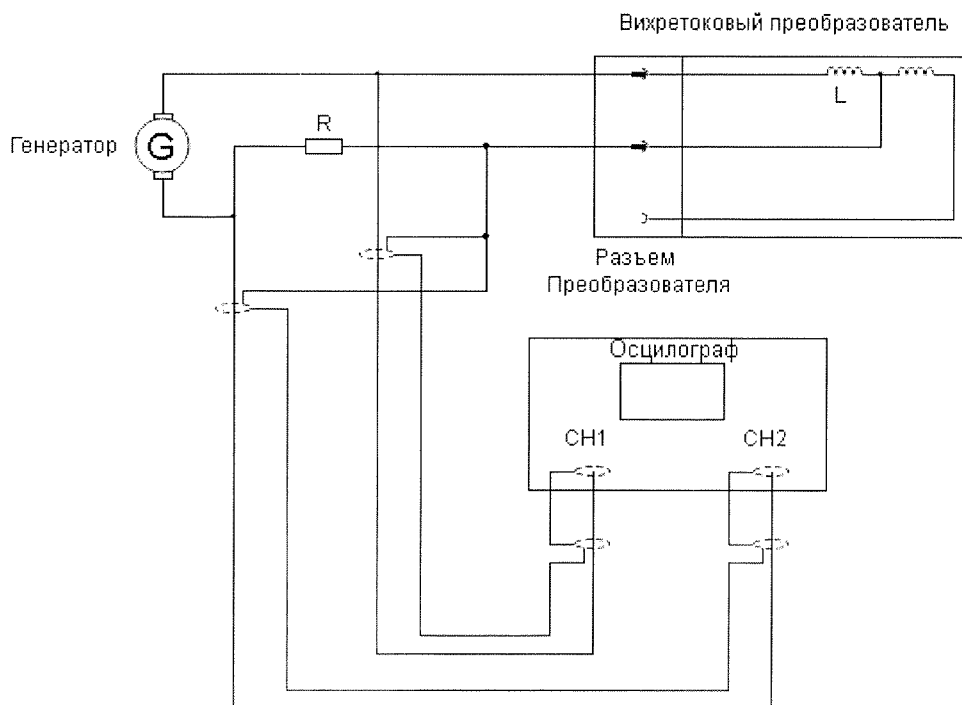 Вихретоковый преобразователь
Генератор
G
R
L
Разъем
Преобразователя
Осцилограф
CH1
CH2